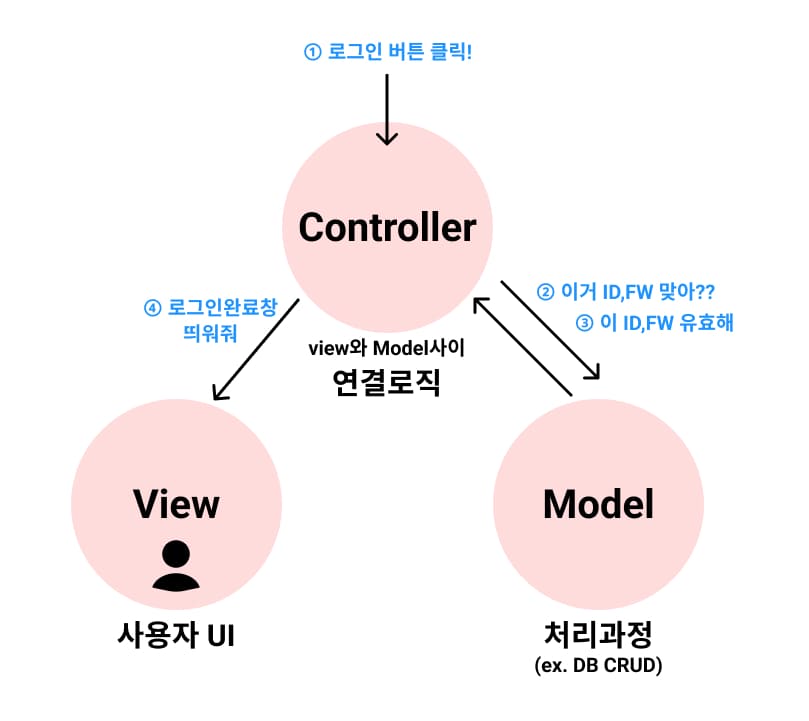 ① 로그인 버튼 클릭!
Controller
② 이거 ID,FW 맞아??
③ 이 ID,FW 유효해
④ 로그인완료창
띄워줘
view와 Model사이
연결로직
View
Model
사용자 UI
처리과정
(ex. DB CRUD)